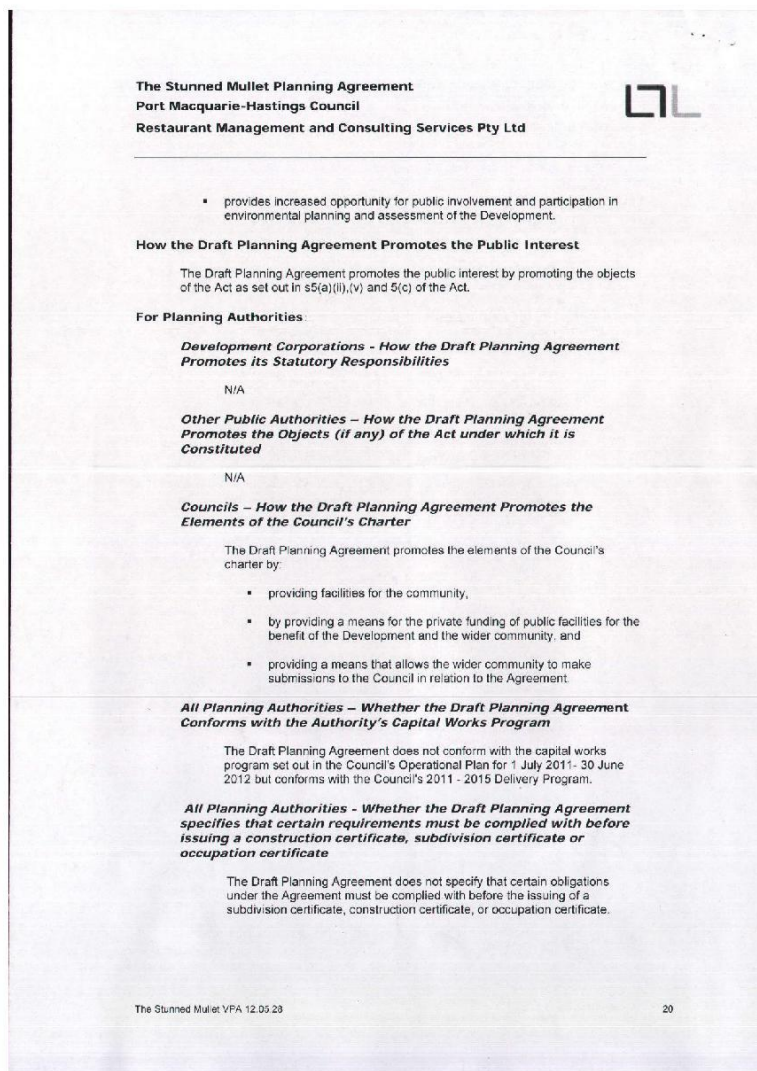 The Stunned Mullet Planning Agreement
Port Macquarie-Hastings Council
Restaurant Management and Consulting Services Pty Ltd
▪ provides increased opportunity for public involvement and participation in
environmental planning and assessment of the Development.
How the Draft Planning Agreement Promotes the Public Interest
The Draft Planning Agreement promotes the public interest by promoting the objects
of the Act as set out in s5(a)(ii),(v) and 5(c) of the Act.
For Planning Authorities:
Development Corporations - How the Draft Planning Agreement
Promotes its Statutory Responsibilities
N/A
Other Public Authorities – How the Draft Planning Agreement
Promotes the Objects (if any) of the Act under which it is
Constituted
N/A
Councils – How the Draft Planning Agreement Promotes the
Elements of the Council's Charter
The Draft Planning Agreement promotes the elements of the Council's
charter by:
▪ providing facilities for the community,
▪ by providing a means for the private funding of public facilities for the
benefit of the Development and the wider community, and
▪ providing a means that allows the wider community to make
submissions to the Council in relation to the Agreement.
All Planning Authorities – Whether the Draft Planning Agreement
Conforms with the Authority's Capital Works Program
The Draft Planning Agreement does not conform with the capital works
program set out in the Council's Operational Plan for 1 July 2011- 30 June
2012 but conforms with the Council's 2011 - 2015 Delivery Program.
All Planning Authorities - Whether the Draft Planning Agreement
specifies that certain requirements must be complied with before
issuing a construction certificate, subdivision certificate or
occupation certificate
The Draft Planning Agreement does not specify that certain obligations
under the Agreement must be complied with before the issuing of a
subdivision certificate, construction certificate, or occupation certificate.
The Stunned Mullet VPA 12.05.28 20